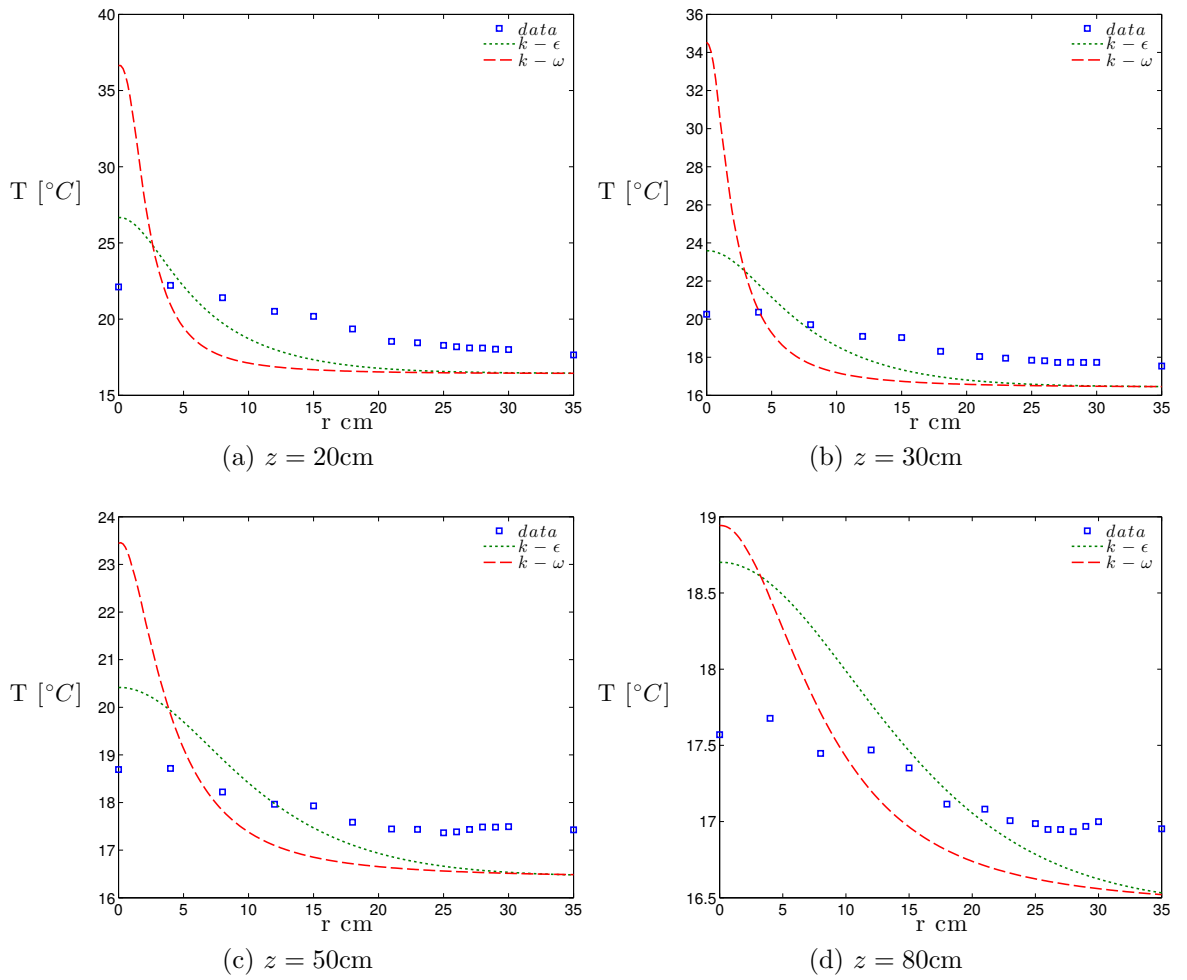 40
35
30
25
20
15
T [°C]
data
k − ϵ
k − ω
0 5 10 15 20 25 30 35
r cm
(a) z = 20cm
36
34
32
30
28
26
24
22
20
18
16
T [°C]
data
k − ϵ
k − ω
0 5 10 15 20 25 30 35
r cm
(b) z = 30cm
24
23
22
21
20
19
18
17
16
T [°C]
data
k − ϵ
k − ω
0 5 10 15 20 25 30 35
r cm
(c) z = 50cm
19
18.5
18
17.5
17
16.5
T [°C]
data
k − ϵ
k − ω
0 5 10 15 20 25 30 35
r cm
(d) z = 80cm